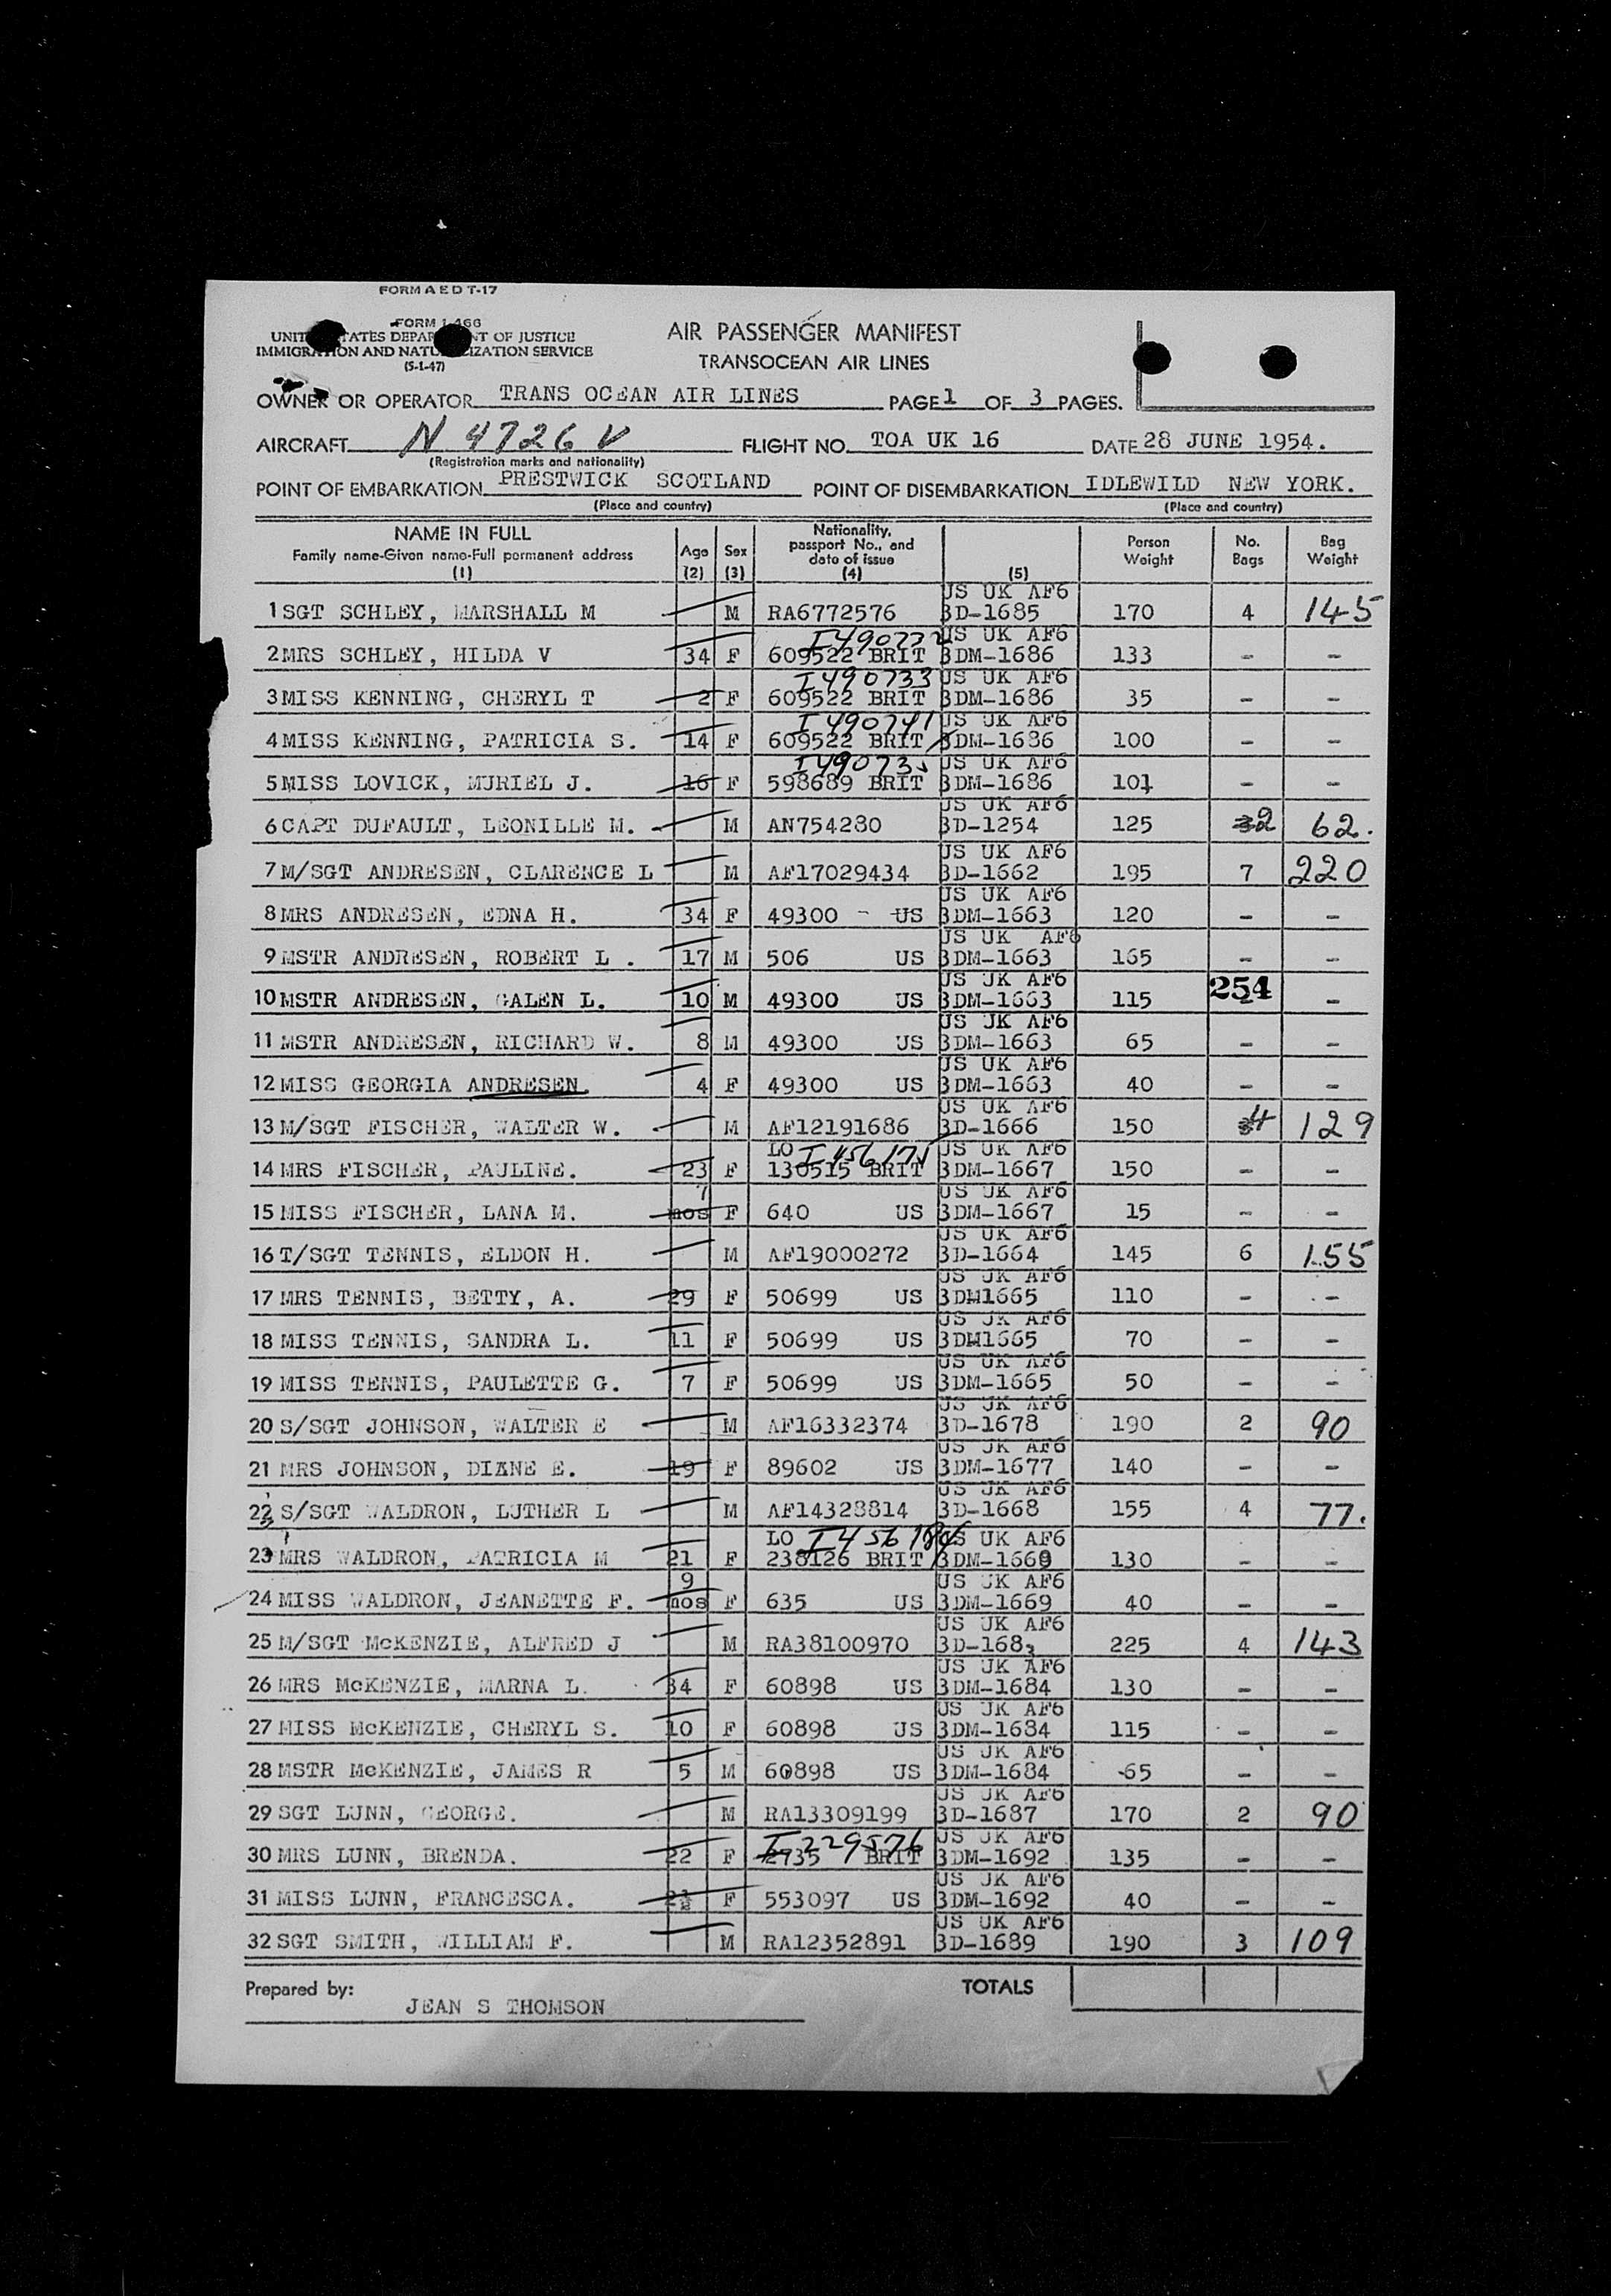 FORM A E D T-17
FORM I-466
UNITED STATES DEPARTMENT OF JUSTICE
IMMIGRATION AND NATURALIZATION SERVICE
(5-1-47)
AIR PASSENGER MANIFEST
TRANSOCEAN AIR LINES
OWNER OR OPERATOR TRANS OCEAN AIR LINES PAGE 1 OF 3 PAGES.
AIRCRAFT N 4726 V FLIGHT NO. TOA UK 16 DATE 28 JUNE 1954.
(Registration marks and nationality)
POINT OF EMBARKATION PRESTWICK SCOTLAND POINT OF DISEMBARKATION IDLEWILD NEW YORK.
(Place and country) (Place and country)
NAME IN FULL Family name-Given name-Full permanent address (1) Age (2) Sex (3) Nationality, passport No., and date of issue (4) (5) Person Weight No. Bags Bag Weight
US UK AF6
1 SGT SCHLEY, MARSHALL M M RA6772576 3D-1685 170 4 145
I490732 US UK AF6
2 MRS SCHLEY, HILDA V 34 F 609522 BRIT 3DM-1686 133 - -
I490733 US UK AF6
3 MISS KENNING, CHERYL T 2 F 609522 BRIT 3DM-1686 35 - -
I490741 US UK AF6
4 MISS KENNING, PATRICIA S. 14 F 609522 BRIT 3DM-1686 100 - -
I490735 US UK AF6
5 MISS LOVICK, MURIEL J. 16 F 598689 BRIT 3DM-1686 101 - -
US UK AF6
6 CAPT DUFAULT, LEONILLE M. M AN754280 3D-1254 125 2 62.
US UK AF6
7 M/SGT ANDRESEN, CLARENCE L M AF17029434 3D-1662 195 7 220
US UK AF6
8 MRS ANDRESEN, EDNA H. 34 F 49300 - US 3DM-1663 120 - -
US UK AF6
9 MSTR ANDRESEN, ROBERT L . 17 M 506 US 3DM-1663 165 - -
US UK AF6 254
10 MSTR ANDRESEN, GALEN L. 10 M 49300 US 3DM-1663 115 - -
US UK AF6
11 MSTR ANDRESEN, RICHARD W. 8 M 49300 US 3DM-1663 65 - -
US UK AF6
12 MISS GEORGIA ANDRESEN. 4 F 49300 US 3DM-1663 40 - -
US UK AF6
13 M/SGT FISCHER, WALTER W. M AF12191686 3D-1666 150 4 129
LO I456175 US UK AF6
14 MRS FISCHER, PAULINE. 23 F 130515 BRIT 3DM-1667 150 - -
7 US UK AF6
15 MISS FISCHER, LANA M. mos F 640 US 3DM-1667 15 - -
US UK AF6
16 T/SGT TENNIS, ELDON H. M AF19000272 3D-1664 145 6 155
US UK AF6
17 MRS TENNIS, BETTY, A. 29 F 50699 US 3DM1665 110 - -
US UK AF6
18 MISS TENNIS, SANDRA L. 11 F 50699 US 3DM1665 70 - -
US UK AF6
19 MISS TENNIS, PAULETTE G. 7 F 50699 US 3DM-1665 50 - -
US UK AF6
20 S/SGT JOHNSON, WALTER E M AF16332374 3D-1678 190 2 90
US UK AF6
21 MRS JOHNSON, DIANE E. 19 F 89602 US 3DM-1677 140 - -
US UK AF6
22 S/SGT WALDRON, LUTHER L M AF14328814 3D-1668 155 4 77.
LO I456184 US UK AF6
23 MRS WALDRON, PATRICIA M 21 F 238126 BRIT 3DM-1669 130 - -
9 US UK AF6
24 MISS WALDRON, JEANETTE F. mos F 635 US 3DM-1669 40 - -
US UK AF6
25 M/SGT McKENZIE, ALFRED J M RA38100970 3D-1683 225 4 143
US UK AF6
26 MRS McKENZIE, MARNA L. 34 F 60898 US 3DM-1684 130 - -
US UK AF6
27 MISS McKENZIE, CHERYL S. 10 F 60898 US 3DM-1684 115 - -
US UK AF6
28 MSTR McKENZIE, JAMES R 5 M 60898 US 3DM-1684 65 - -
US UK AF6
29 SGT LUNN, GEORGE. M RA13309199 3D-1687 170 2 90
I229576 US UK AF6
30 MRS LUNN, BRENDA. 22 F 2935 BRIT 3DM-1692 135 - -
US UK AF6
31 MISS LUNN, FRANCESCA. 2½ F 553097 US 3DM-1692 40 - -
US UK AF6
32 SGT SMITH, WILLIAM F. M RA12352891 3D-1689 190 3 109
Prepared by: TOTALS
JEAN S THOMSON